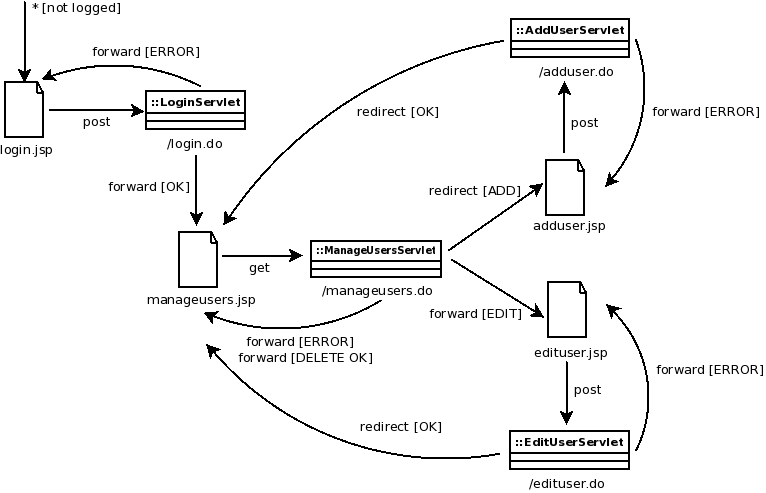 * [not logged]
forward [ERROR]
::LoginServlet
post
login.jsp
/login.do
forward [OK]
::AddUserServlet
/adduser.do
redirect [OK]
forward [ERROR]
post
redirect [ADD]
adduser.jsp
::ManageUsersServlet
get
manageusers.jsp
/manageusers.do
forward [EDIT]
forward [ERROR]
forward [DELETE OK]
edituser.jsp
forward [ERROR]
post
redirect [OK]
::EditUserServlet
/edituser.do